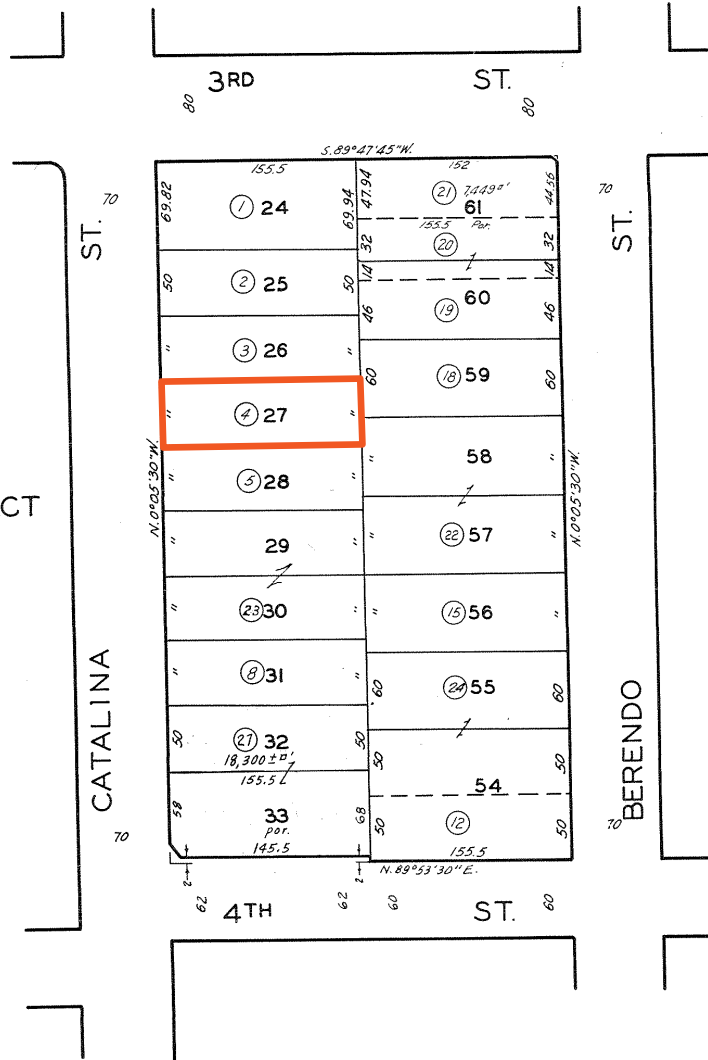 3RD ST.
80 80
S.89°47'45"W.
155.5 152
70 ST. 69.82 ① 24 69.94 47.94 ㉑ 7,449□' 61 44.56 70 ST.
155.5 Por.
32 ⑳ 32
50 ② 25 50 14 14
60
46 ⑲ 46
" ③ 26 "
60 ⑱ 59 60
" ④ 27 "
N.0°05'30"W. " 58 " N.0°05'30"W.
" ⑤ 28 "
CT
" 29 " " ㉒ 57 "
" ㉓ 30 " " ⑮ 56 "
" ⑧ 31 "
60 ㉔ 55 60
CATALINA BERENDO
50 ㉗ 32 50
18,300±□'
155.5
50 54 50
58 33 68
por.
50 ⑫ 50
70 145.5 155.5 70
N.89°53'30"E.
2 2
62 62 60 60
4TH ST.